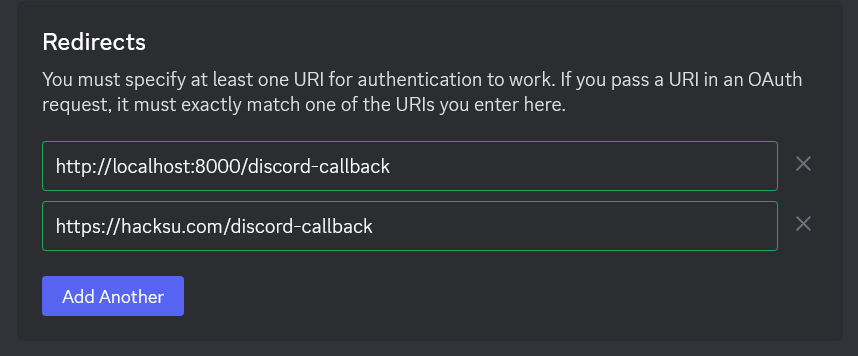 Redirects
You must specify at least one URI for authentication to work. If you pass a URI in an OAuth
request, it must exactly match one of the URIs you enter here.
http://localhost:8000/discord-callback
https://hacksu.com/discord-callback
Add Another